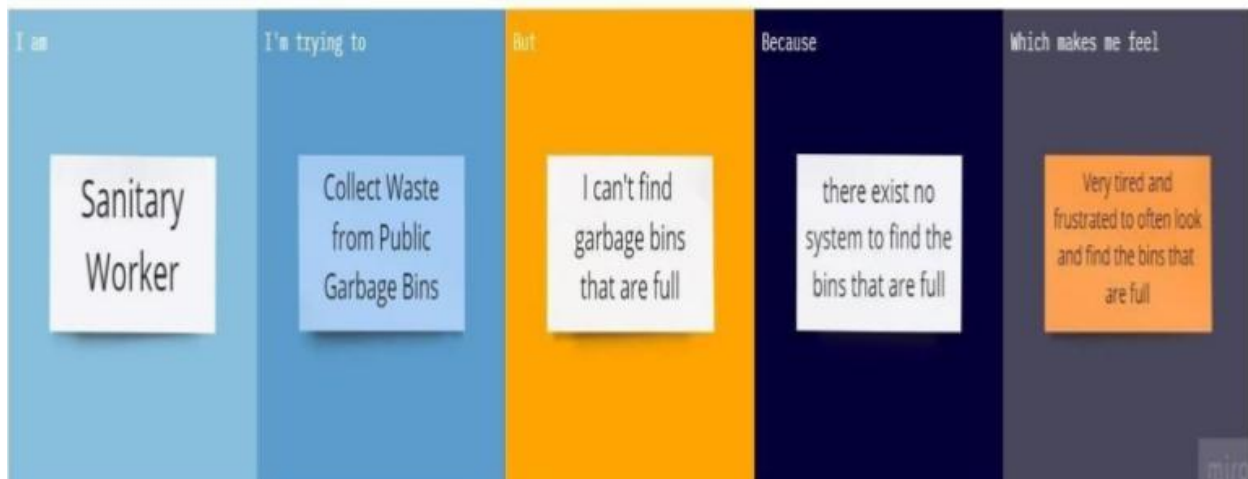 I am
Sanitary
Worker
I'm trying to
Collect Waste
from Public
Garbage Bins
But
I can't find
garbage bins
that are full
Because
there exist no
system to find the
bins that are full
Which makes me feel
Very tired and
frustrated to often look
and find the bins that
are full
miro